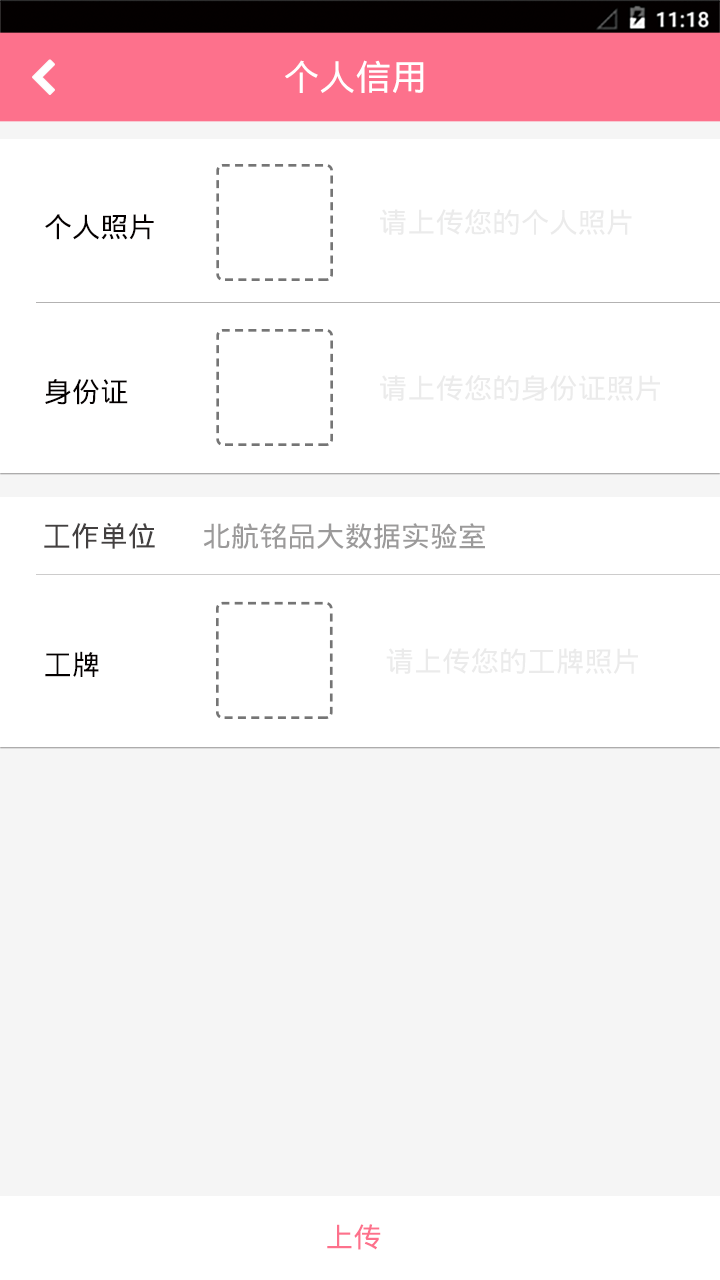 11:18
个人信用
个人照片 请上传您的个人照片
身份证 请上传您的身份证照片
工作单位 北航铭品大数据实验室
工牌 请上传您的工牌照片
上传